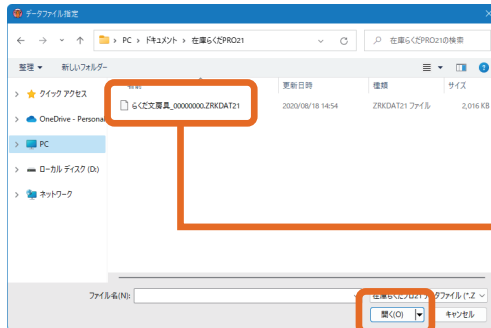 データファイル指定
PC > ドキュメント > 在庫らくだPRO21
在庫らくだPRO21の検索
整理 新しいフォルダー
更新日時 種類 サイズ
クイック アクセス
らくだ文房具_00000000.ZRKDAT21 2020/08/18 14:54 ZRKDAT21 ファイル 2,016 KB
OneDrive - Personal
PC
ローカル ディスク (D:)
ネットワーク
ファイル名(N):
開く(O) キャンセル